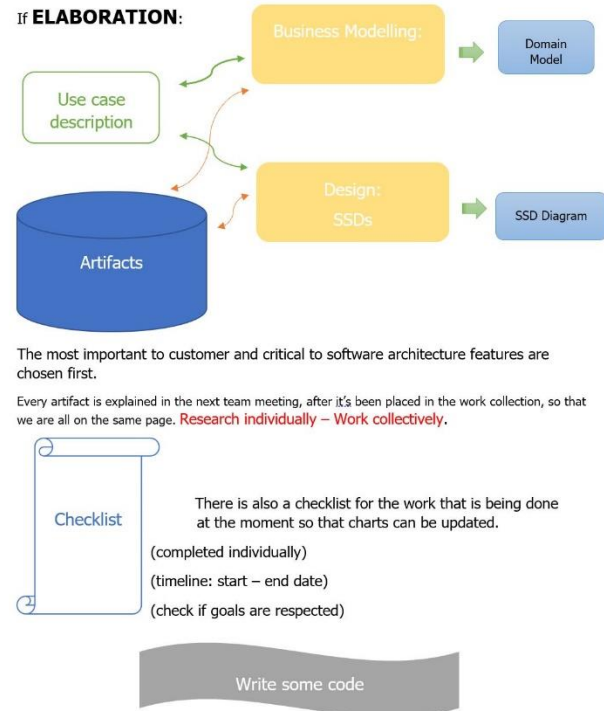 If ELABORATION:
Business Modelling:
Domain
Model
Use case
description
Design:
SSDs
SSD Diagram
Artifacts
The most important to customer and critical to software architecture features are
chosen first.
Every artifact is explained in the next team meeting, after it's been placed in the work collection, so that
we are all on the same page. Research individually – Work collectively.
Checklist
There is also a checklist for the work that is being done
at the moment so that charts can be updated.
(completed individually)
(timeline: start – end date)
(check if goals are respected)
Write some code